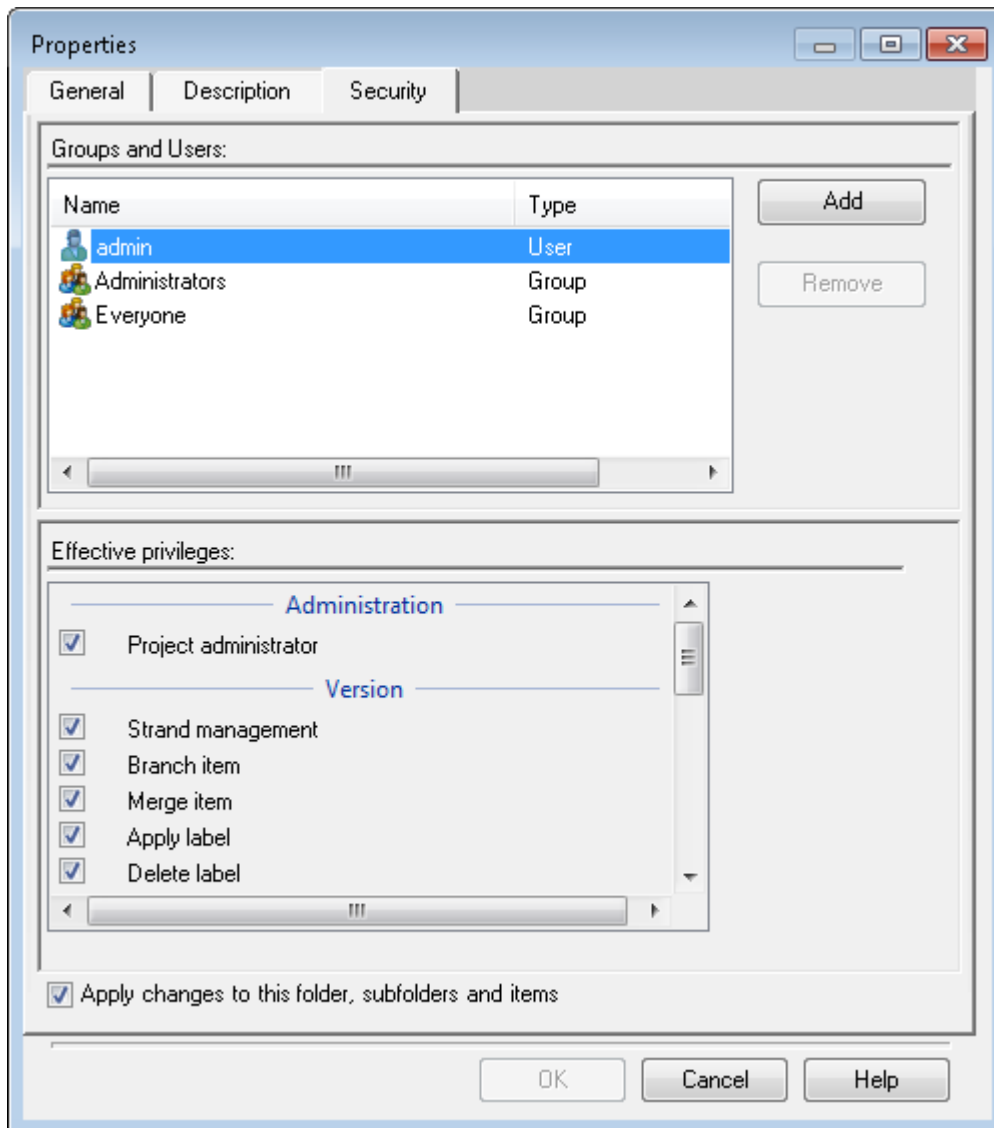 Properties
General Description Security
Groups and Users:
Name Type
Add
admin User
Administrators Group
Remove
Everyone Group
Effective privileges:
Administration
Project administrator
Version
Strand management
Branch item
Merge item
Apply label
Delete label
Apply changes to this folder, subfolders and items
OK Cancel Help